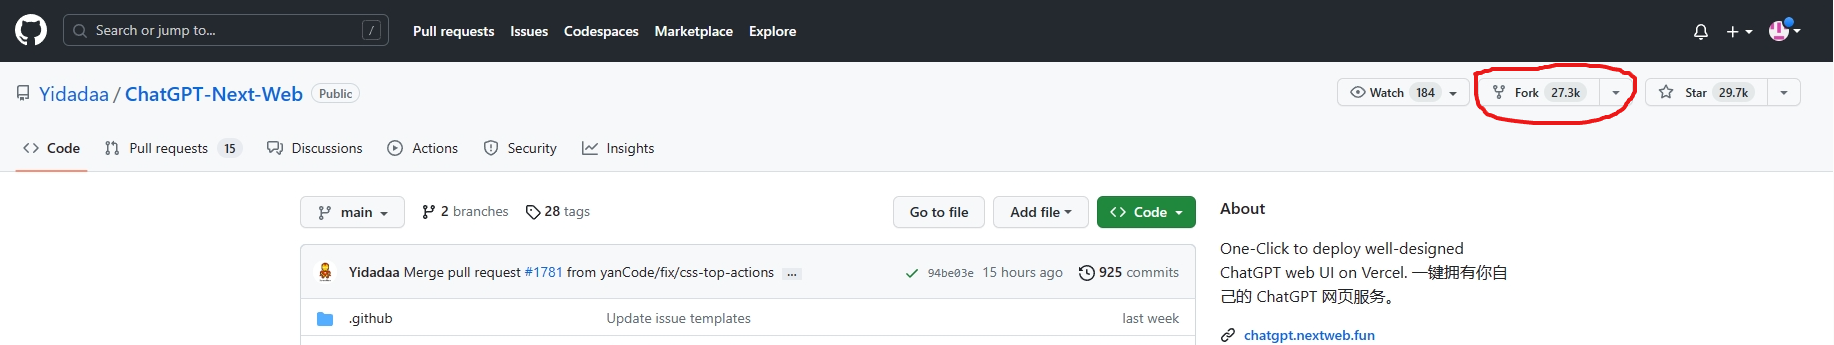 Search or jump to... / Pull requests Issues Codespaces Marketplace Explore
Yidadaa / ChatGPT-Next-Web Public Watch 184 Fork 27.3k Star 29.7k
Code Pull requests 15 Discussions Actions Security Insights
main 2 branches 28 tags Go to file Add file Code
Yidadaa Merge pull request #1781 from yanCode/fix/css-top-actions ... 94be03e 15 hours ago 925 commits
.github Update issue templates last week
About
One-Click to deploy well-designed
ChatGPT web UI on Vercel. 一键拥有你自
己的 ChatGPT 网页服务。
chatgpt.nextweb.fun